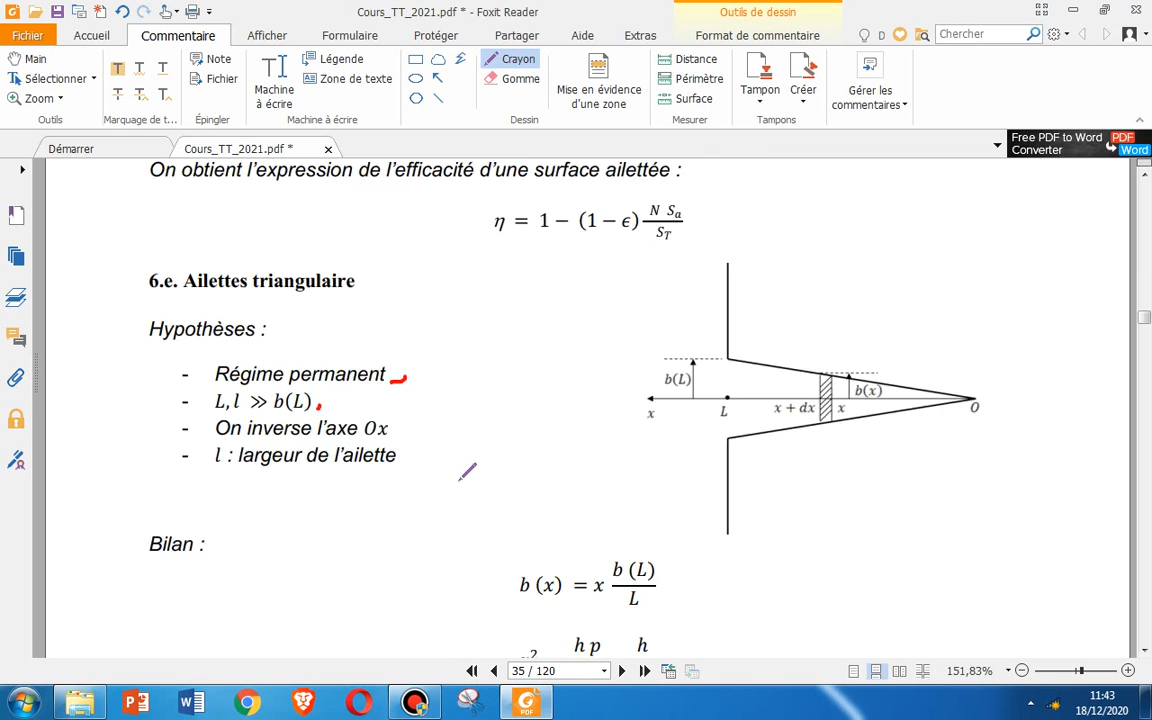 Cours_TT_2021.pdf * - Foxit Reader
Outils de dessin
Fichier Accueil Commentaire Afficher Formulaire Protéger Partager Aide Extras Format de commentaire D Chercher
Main
Sélectionner
Zoom
Outils
Marquage de t...
Note
Fichier
Épingler
Machine à écrire
Légende
Zone de texte
Machine à écrire
Crayon
Gomme
Mise en évidence d'une zone
Dessin
Distance
Périmètre
Surface
Mesurer
Tampon
Créer
Tampons
Gérer les commentaires
Démarrer
Cours_TT_2021.pdf *
Free PDF to Word PDF
Converter Word
On obtient l'expression de l'efficacité d'une surface ailettée :
η = 1 − (1 − ϵ) N Sa / ST
6.e. Ailettes triangulaire
Hypothèses :
- Régime permanent
- L, l ≫ b(L)
- On inverse l'axe Ox
- l : largeur de l'ailette
b(L)
b(x)
x L x + dx x O
Bilan :
b (x) = x b (L) / L
h p h
35 / 120
151,83%
11:43
18/12/2020